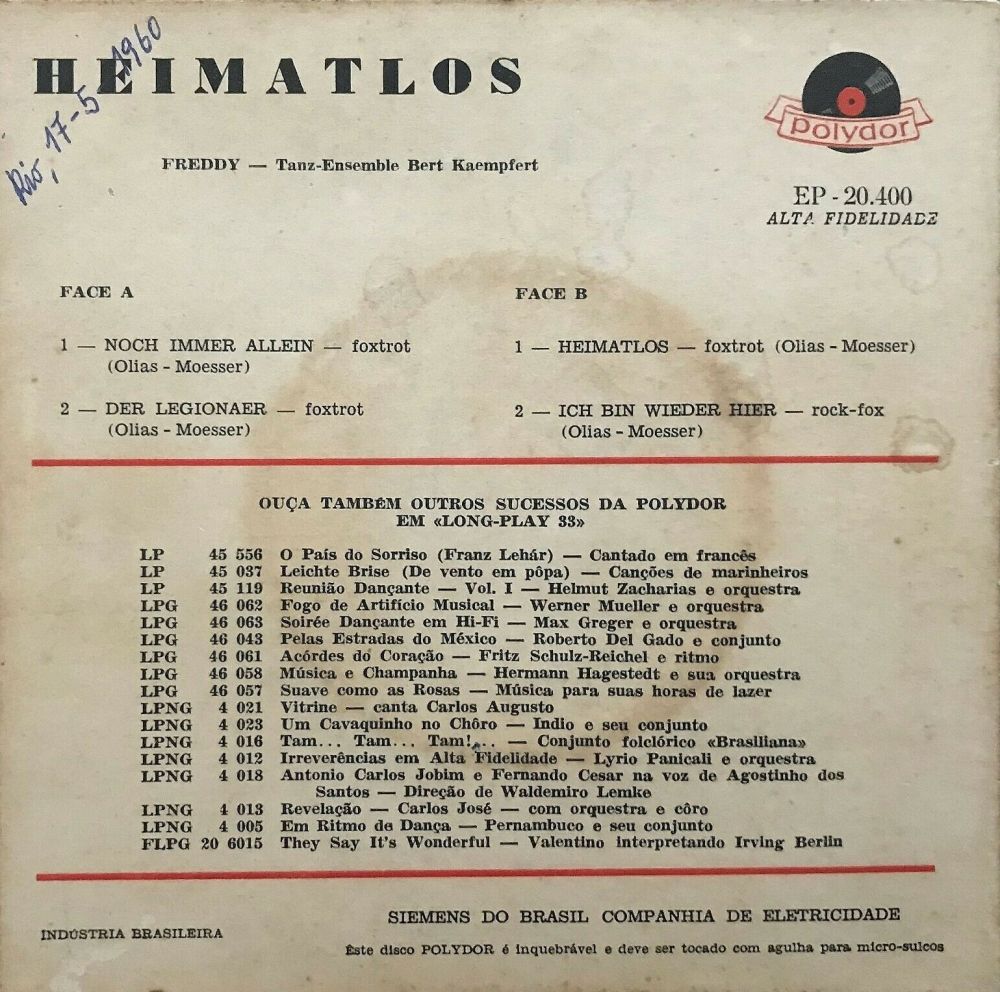 HEIMATLOS
Rio, 17-5-1960
FREDDY — Tanz-Ensemble Bert Kaempfert
polydor
EP - 20.400
ALTA FIDELIDADE
FACE A
1 — NOCH IMMER ALLEIN — foxtrot
(Olias - Moesser)
2 — DER LEGIONAER — foxtrot
(Olias - Moesser)
FACE B
1 — HEIMATLOS — foxtrot (Olias - Moesser)
2 — ICH BIN WIEDER HIER — rock-fox
(Olias - Moesser)
OUÇA TAMBÉM OUTROS SUCESSOS DA POLYDOR
EM «LONG-PLAY 33»
LP 45 556 O País do Sorriso (Franz Lehár) — Cantado em francês
LP 45 037 Leichte Brise (De vento em pôpa) — Canções de marinheiros
LP 45 119 Reunião Dançante — Vol. I — Helmut Zacharias e orquestra
LPG 46 062 Fogo de Artifício Musical — Werner Mueller e orquestra
LPG 46 063 Soirée Dançante em Hi-Fi — Max Greger e orquestra
LPG 46 043 Pelas Estradas do México — Roberto Del Gado e conjunto
LPG 46 061 Acórdes do Coração — Fritz Schulz-Reichel e ritmo
LPG 46 058 Música e Champanha — Hermann Hagestedt e sua orquestra
LPG 46 057 Suave como as Rosas — Música para suas horas de lazer
LPNG 4 021 Vitrine — canta Carlos Augusto
LPNG 4 023 Um Cavaquinho no Chôro — Indio e seu conjunto
LPNG 4 016 Tam... Tam... Tam!... — Conjunto folclórico «Braslliana»
LPNG 4 012 Irreverências em Alta Fidelidade — Lyrio Panicali e orquestra
LPNG 4 018 Antonio Carlos Jobim e Fernando Cesar na voz de Agostinho dos
Santos — Direção de Waldemiro Lemke
LPNG 4 013 Revelação — Carlos José — com orquestra e côro
LPNG 4 005 Em Ritmo de Dança — Pernambuco e seu conjunto
FLPG 20 6015 They Say It's Wonderful — Valentino interpretando Irving Berlin
INDÚSTRIA BRASILEIRA
SIEMENS DO BRASIL COMPANHIA DE ELETRICIDADE
Êste disco POLYDOR é inquebrável e deve ser tocado com agulha para micro-sulcos